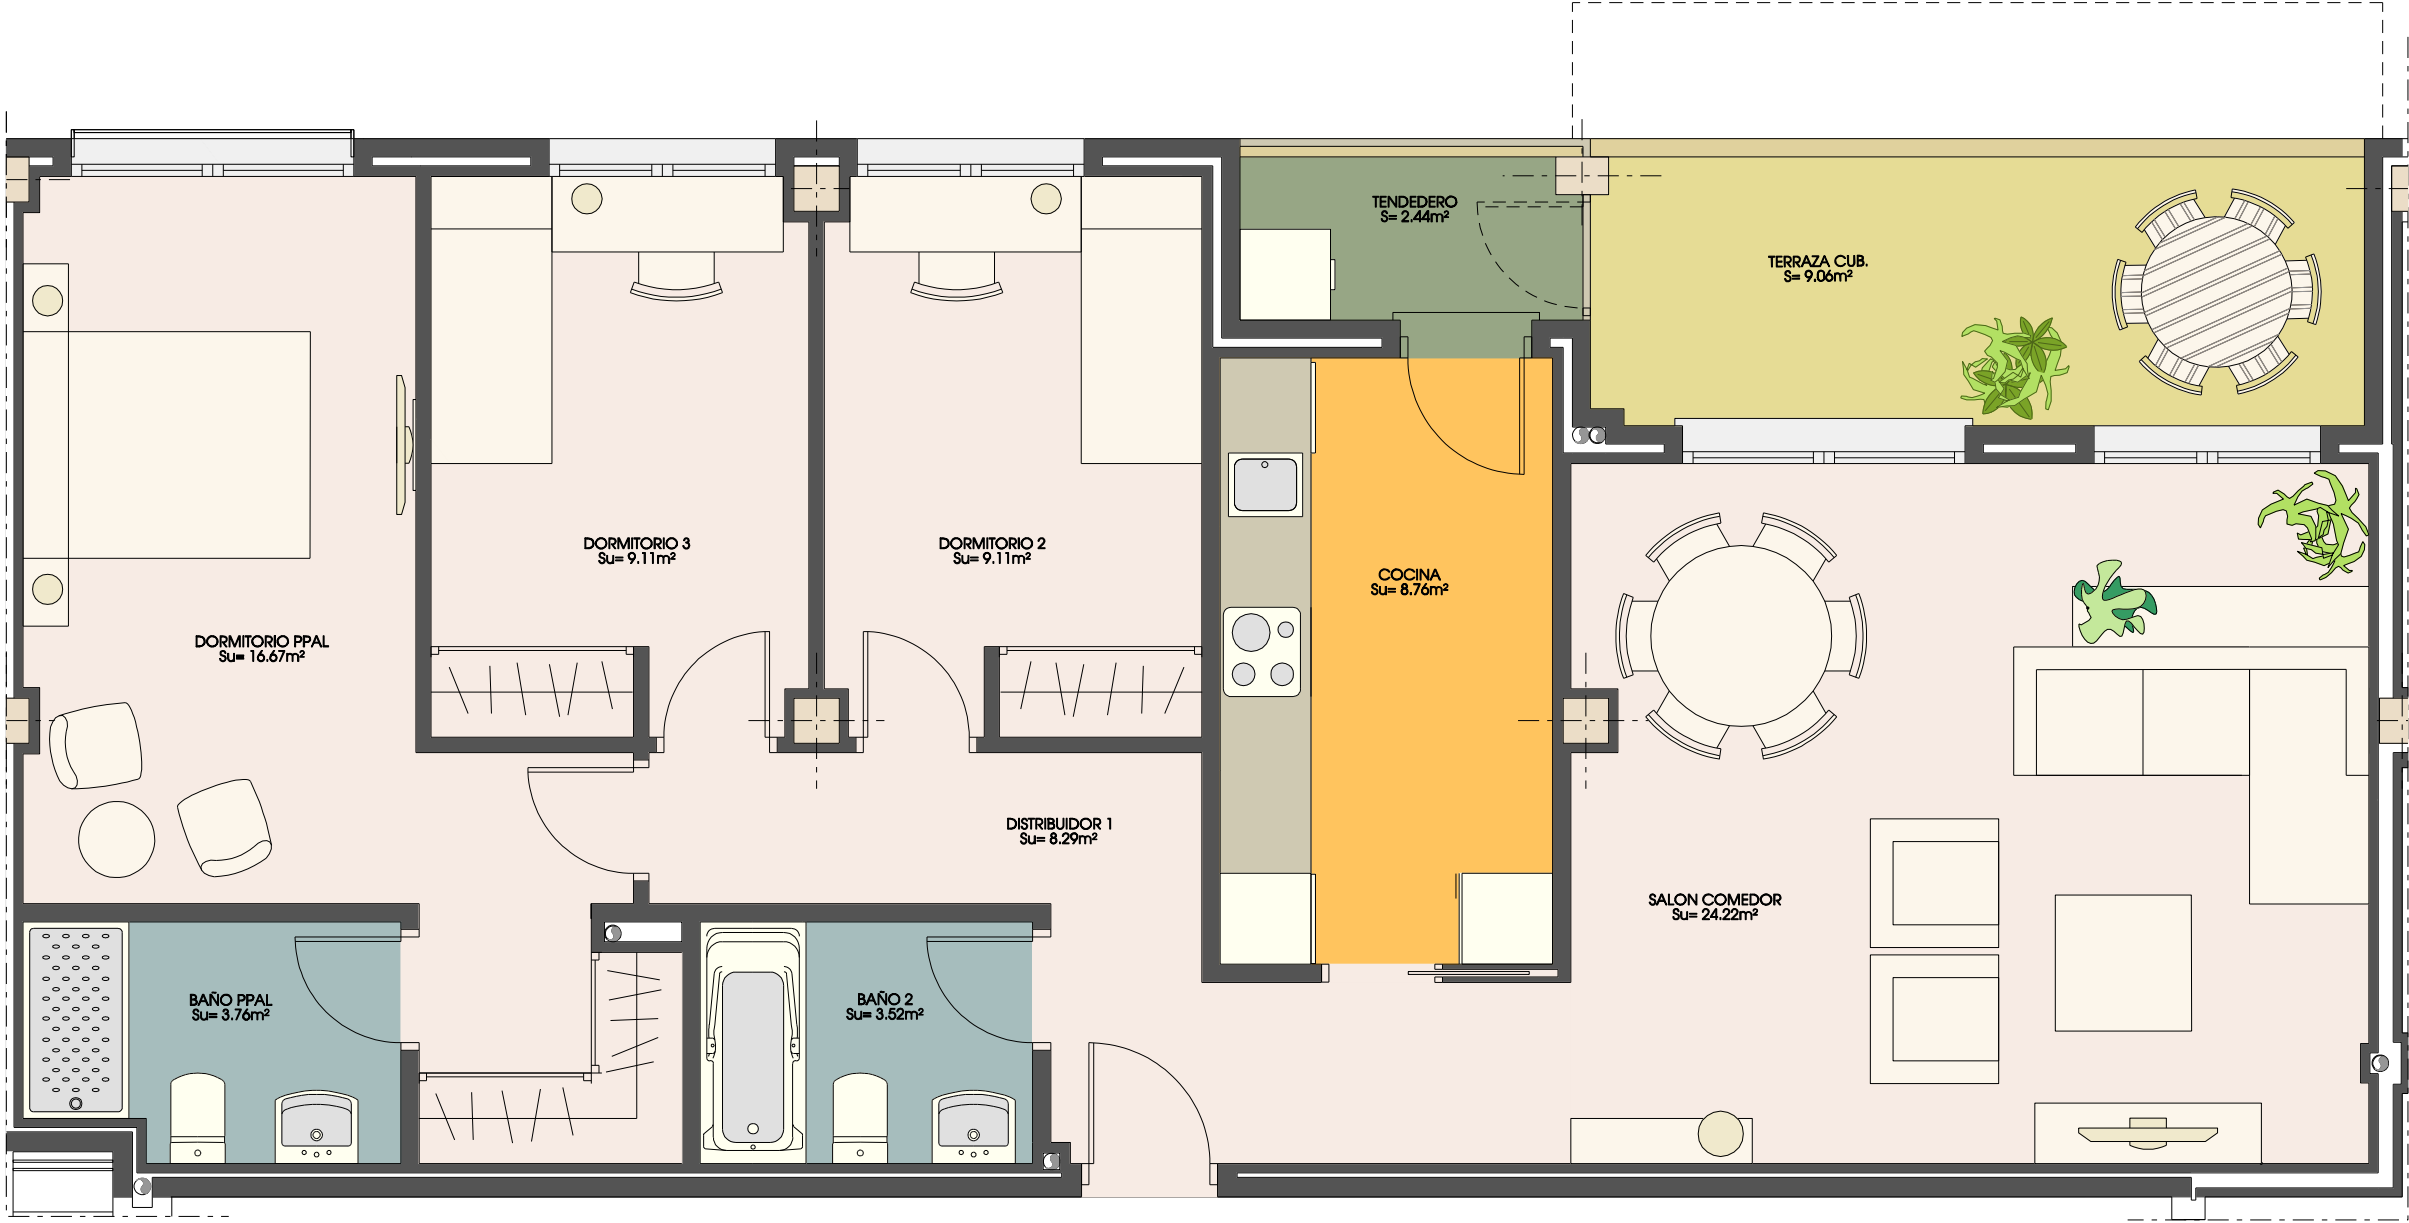 TENDEDERO
S= 2.44m²
TERRAZA CUB.
S= 9.06m²
DORMITORIO 3
Su= 9.11m²
DORMITORIO 2
Su= 9.11m²
COCINA
Su= 8.76m²
DORMITORIO PPAL
Su= 16.67m²
DISTRIBUIDOR 1
Su= 8.29m²
SALON COMEDOR
Su= 24.22m²
BAÑO PPAL
Su= 3.76m²
BAÑO 2
Su= 3.52m²